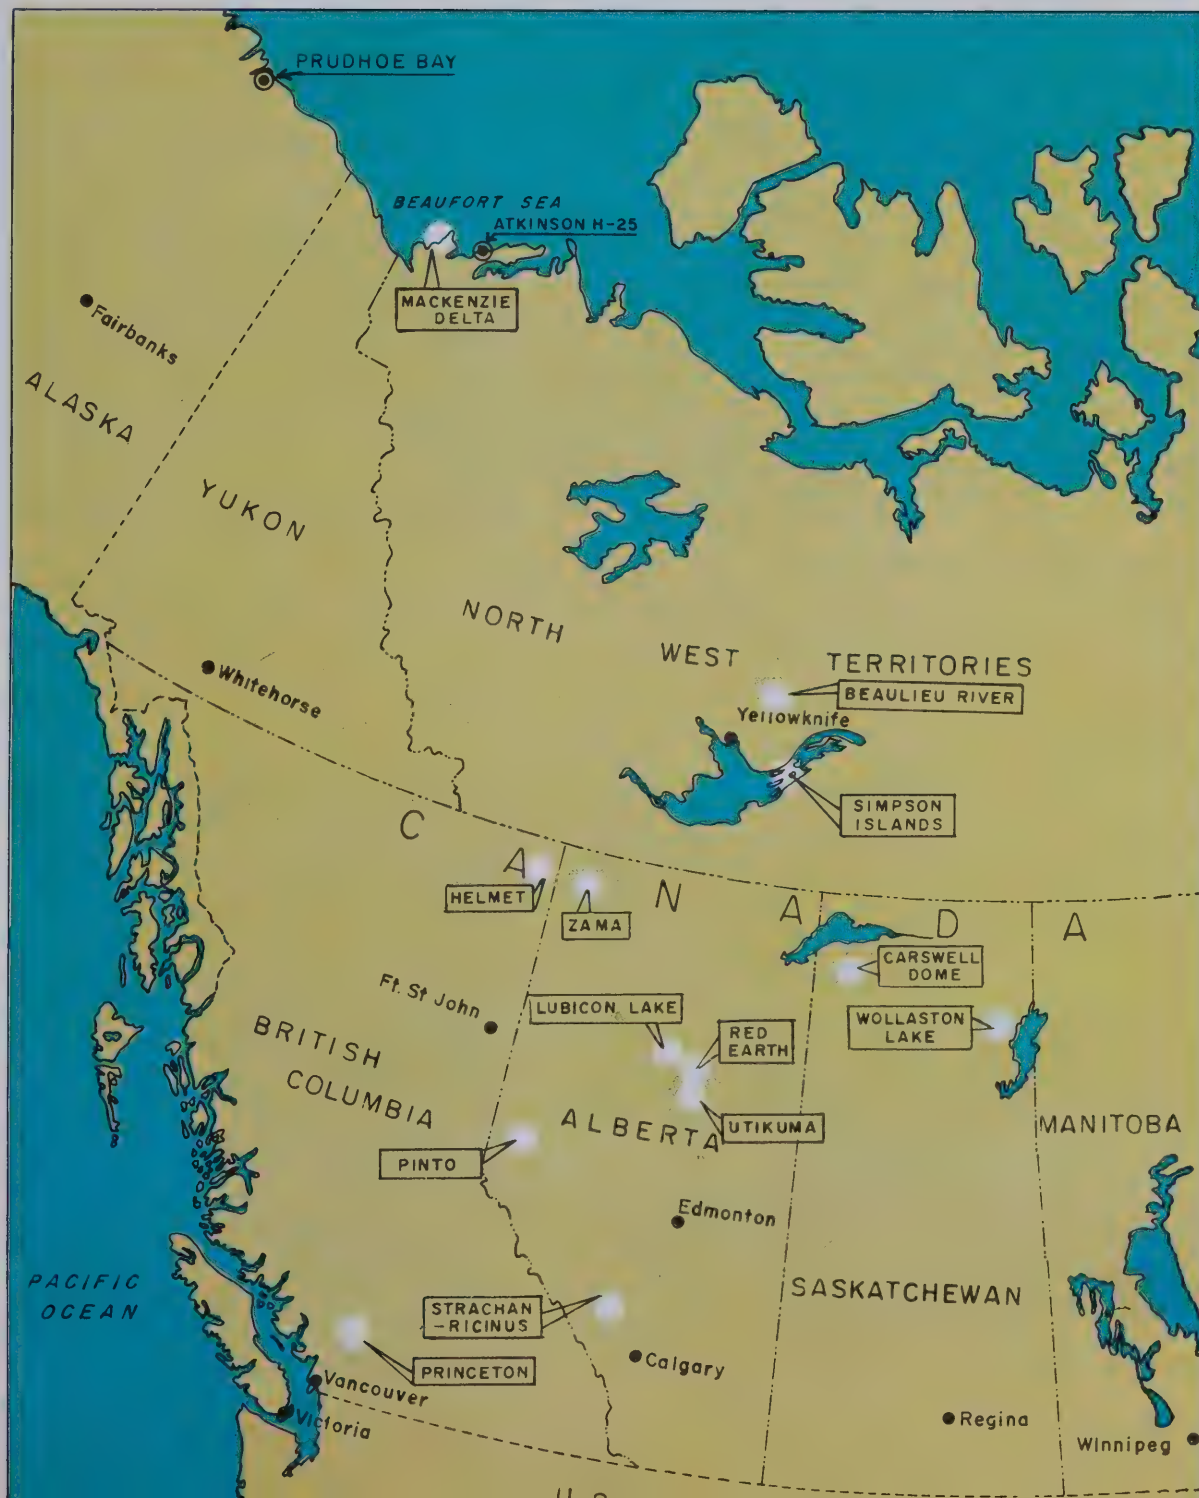 PRUDHOE BAY
BEAUFORT SEA
ATKINSON H-25
MACKENZIE
DELTA
Fairbanks
ALASKA
YUKON
NORTH
WEST
TERRITORIES
BEAULIEU RIVER
Whitehorse
Yellowknife
SIMPSON
ISLANDS
C A N A D A
HELMET
ZAMA
CARSWELL
DOME
Ft. St John
LUBICON LAKE
RED
EARTH
WOLLASTON
LAKE
BRITISH
COLUMBIA
ALBERTA
UTIKUMA
MANITOBA
PINTO
Edmonton
PACIFIC
OCEAN
SASKATCHEWAN
STRACHAN
-RICINUS
PRINCETON
Calgary
Vancouver
Victoria
Regina
Winnipeg